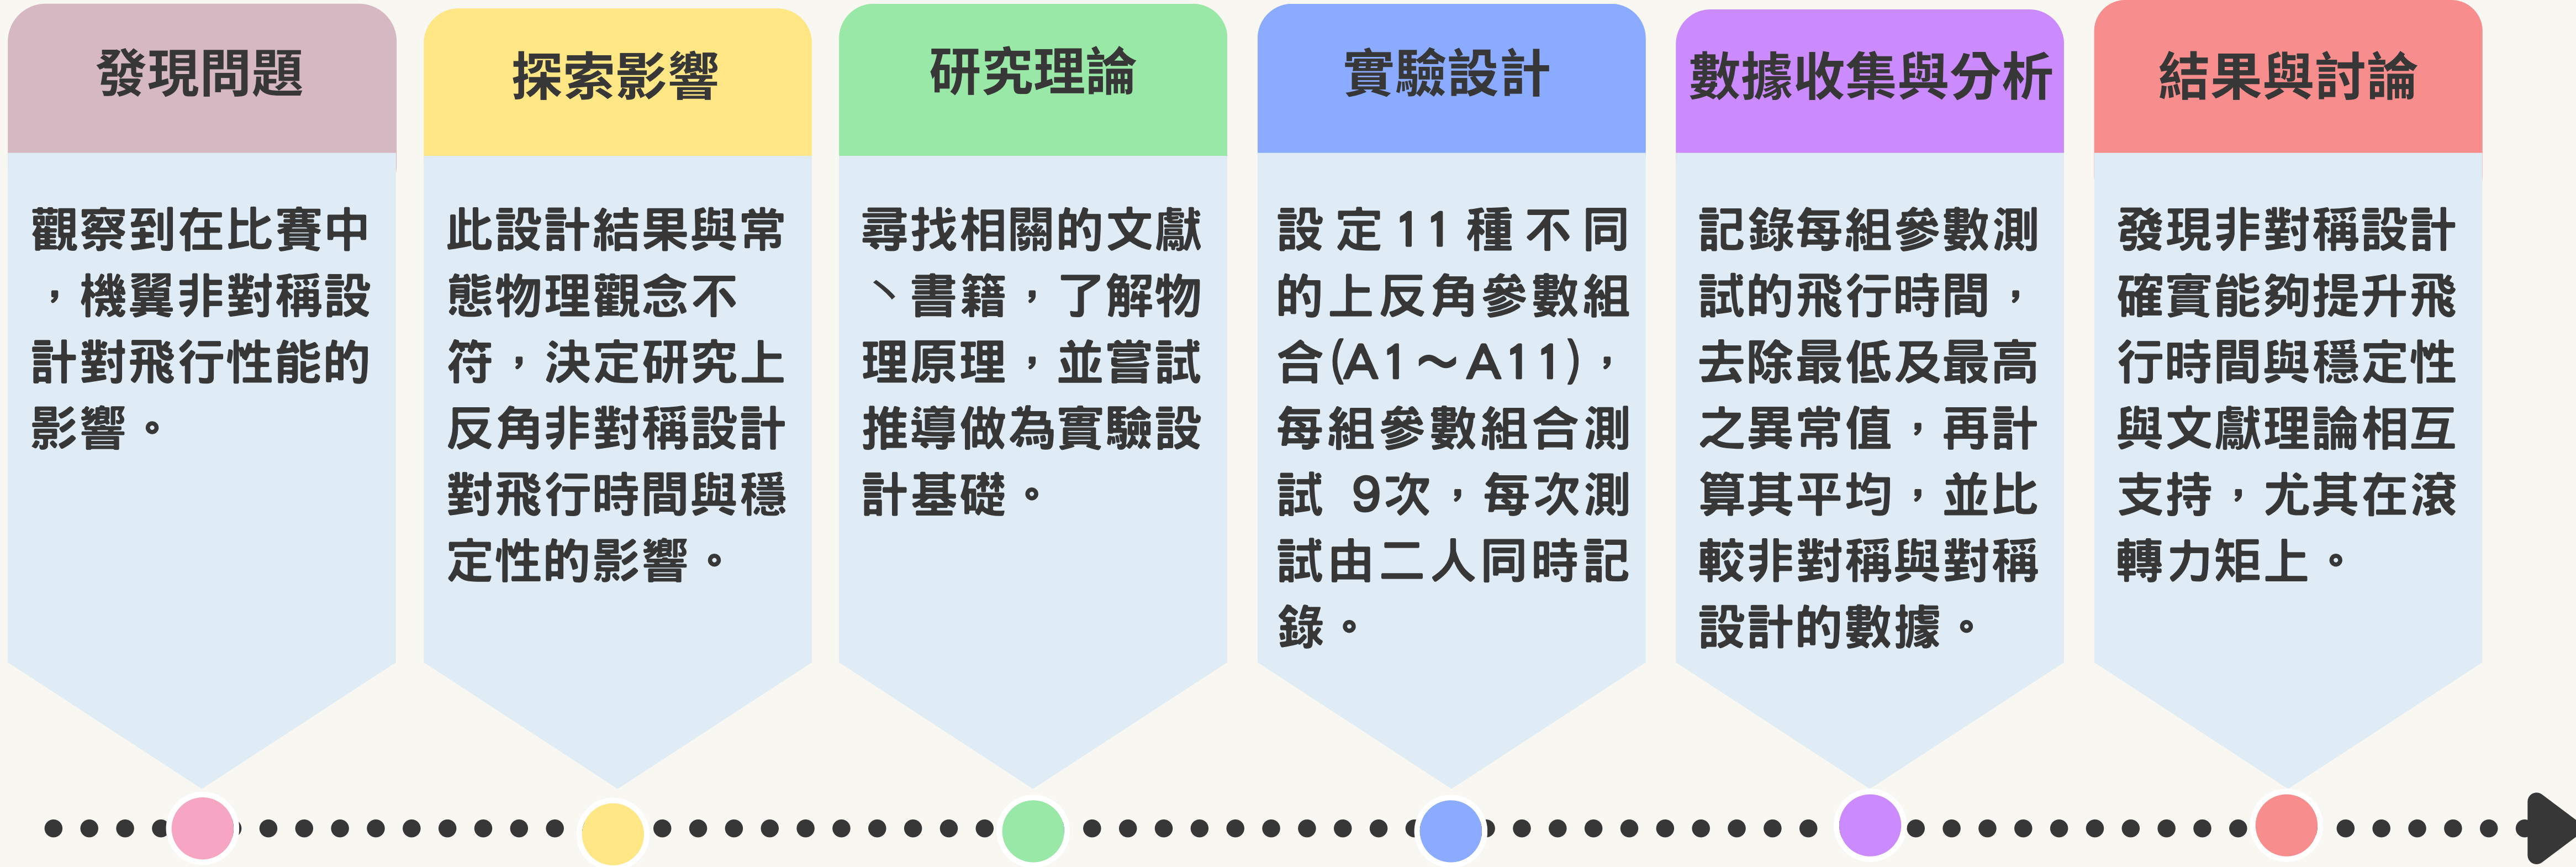 發現問題
觀察到在比賽中
，機翼非對稱設
計對飛行性能的
影響。
探索影響
此設計結果與常
態物理觀念不
符，決定研究上
反角非對稱設計
對飛行時間與穩
定性的影響。
研究理論
尋找相關的文獻
、書籍，了解物
理原理，並嘗試
推導做為實驗設
計基礎。
實驗設計
設定11種不同
的上反角參數組
合(A1～A11)，
每組參數組合測
試 9次，每次測
試由二人同時記
錄。
數據收集與分析
記錄每組參數測
試的飛行時間，
去除最低及最高
之異常值，再計
算其平均，並比
較非對稱與對稱
設計的數據。
結果與討論
發現非對稱設計
確實能夠提升飛
行時間與穩定性
與文獻理論相互
支持，尤其在滾
轉力矩上。